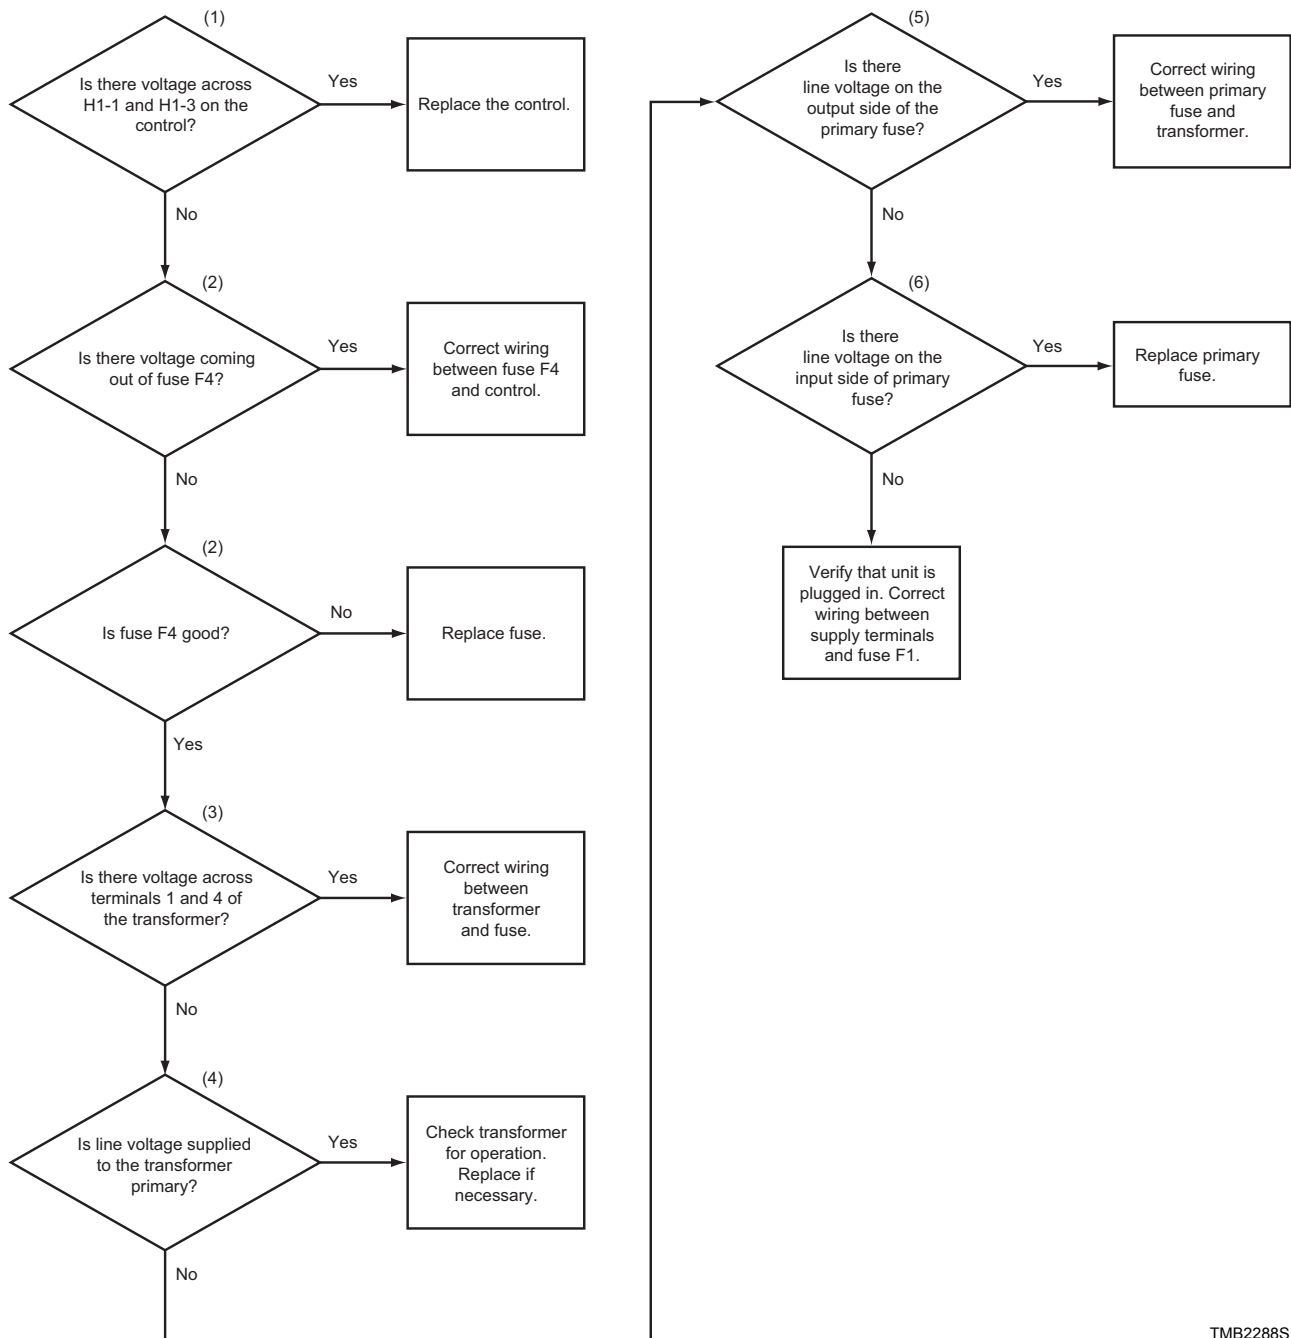 (1)
Is there voltage across
H1-1 and H1-3 on the
control?
Yes
Replace the control.
No
(2)
Is there voltage coming
out of fuse F4?
Yes
Correct wiring
between fuse F4
and control.
No
(2)
Is fuse F4 good?
No
Replace fuse.
Yes
(3)
Is there voltage across
terminals 1 and 4 of
the transformer?
Yes
Correct wiring
between
transformer
and fuse.
No
(4)
Is line voltage supplied
to the transformer
primary?
Yes
Check transformer
for operation.
Replace if
necessary.
No
(5)
Is there
line voltage on the
output side of the
primary fuse?
Yes
Correct wiring
between primary
fuse and
transformer.
No
(6)
Is there
line voltage on the
input side of primary
fuse?
Yes
Replace primary
fuse.
No
Verify that unit is
plugged in. Correct
wiring between
supply terminals
and fuse F1.
TMB2288S